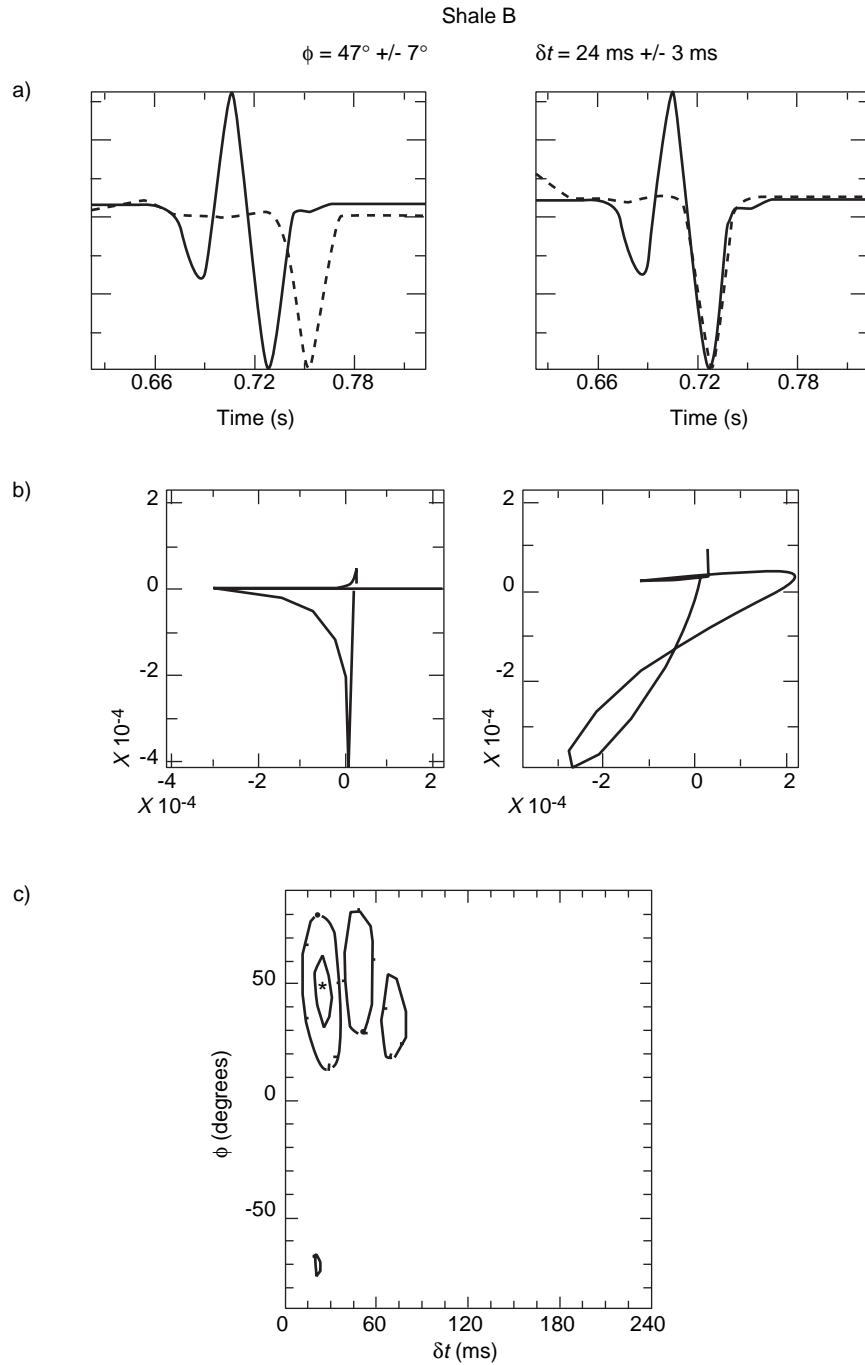 Shale B
ϕ = 47° +/- 7°
δt = 24 ms +/- 3 ms
a)
0.66 0.72 0.78
Time (s)
0.66 0.72 0.78
Time (s)
b)
2
0
-2
-4
X 10-4
-4 -2 0 2
X 10-4
2
0
-2
X 10-4
-2 0 2
X 10-4
c)
50
0
-50
ϕ (degrees)
*
0 60 120 180 240
δt (ms)